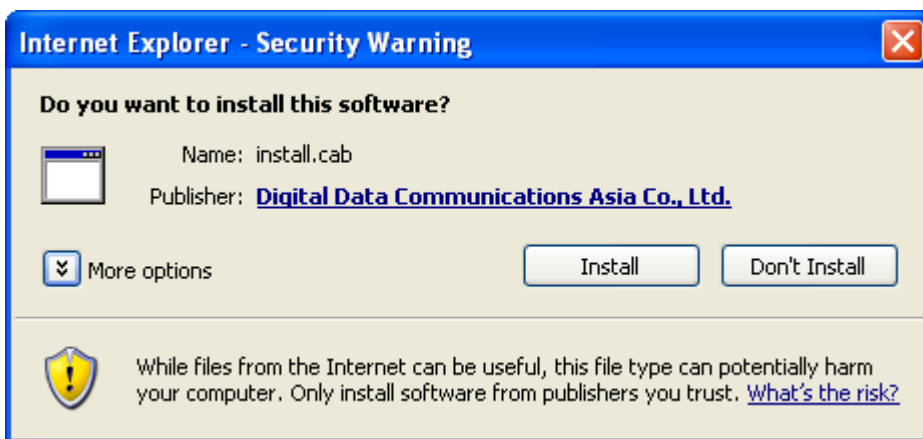 Internet Explorer - Security Warning
Do you want to install this software?
Name: install.cab
Publisher: Digital Data Communications Asia Co., Ltd.
More options
Install
Don't Install
While files from the Internet can be useful, this file type can potentially harm
your computer. Only install software from publishers you trust. What's the risk?